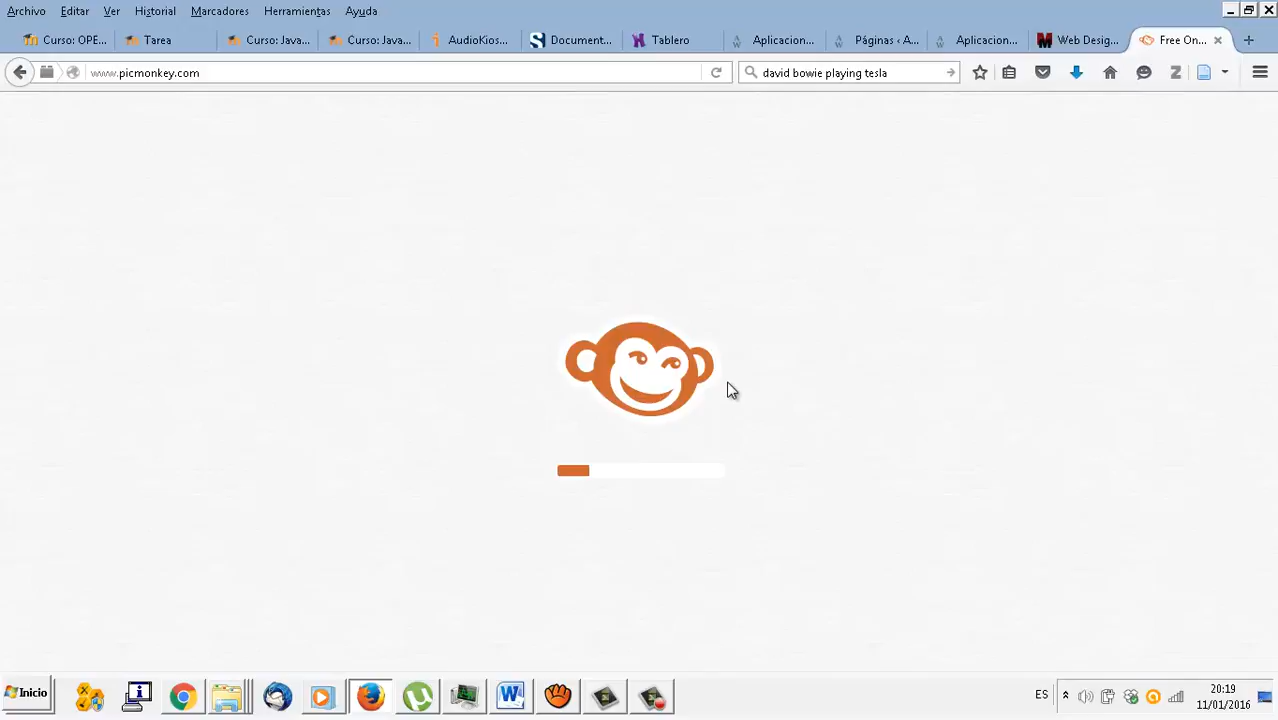 Archivo Editar Ver Historial Marcadores Herramientas Ayuda
Curso: OPE... Tarea Curso: Java... Curso: Java... AudioKios... Document... Tablero Aplicacion... Páginas ‹ A... Aplicacion... Web Desig... Free On...
www.picmonkey.com david bowie playing tesla
Inicio ES 20:19
11/01/2016